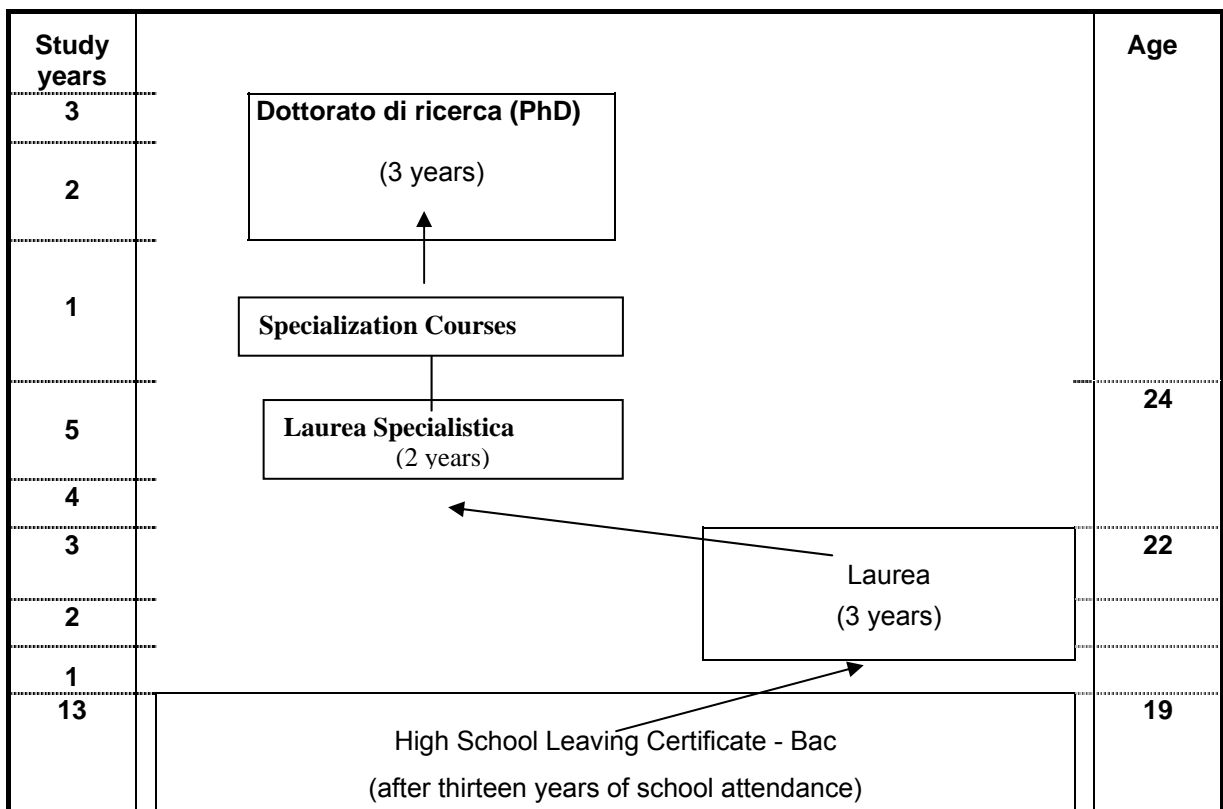 Study
years
Age
3
Dottorato di ricerca (PhD)
(3 years)
2
1
Specialization Courses
24
5
Laurea Specialistica
(2 years)
4
3
22
Laurea
2
(3 years)
1
13
19
High School Leaving Certificate - Bac
(after thirteen years of school attendance)